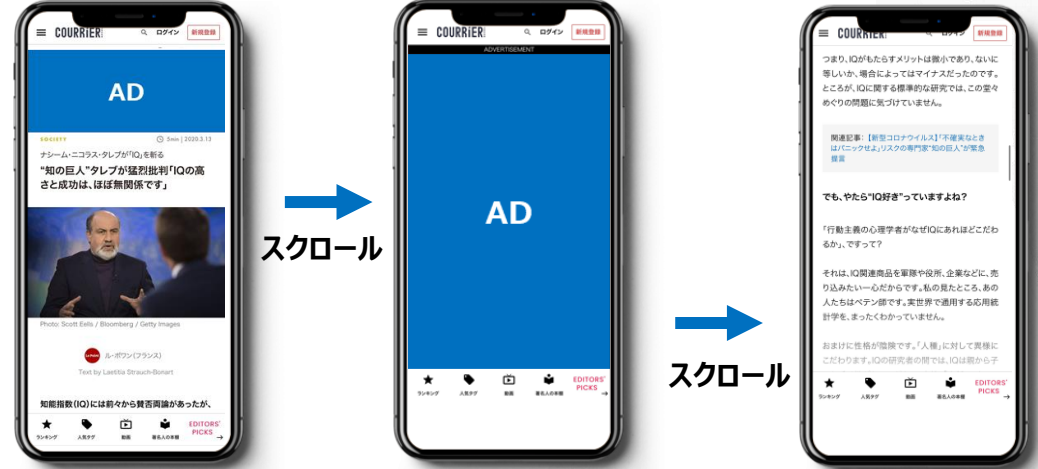 COURRiER
ログイン
新規登録
AD
SOCIETY
5min | 2020.3.13
ナシーム・ニコラス・タレブが「IQ」を斬る
“知の巨人”タレブが猛烈批判「IQの高
さと成功は、ほぼ無関係です」
Photo: Scott Eells / Bloomberg / Getty Images
Le Point
ル・ポワン(フランス)
Text by Laetitia Strauch-Bonart
知能指数(IQ)には前々から賛否両論があったが、
ランキング
人気タグ
動画
著名人の本棚
EDITORS'
PICKS →
スクロール
COURRiER
ログイン
新規登録
ADVERTISEMENT
AD
ランキング
人気タグ
動画
著名人の本棚
EDITORS'
PICKS →
スクロール
COURRiER
ログイン
新規登録
つまり、IQがもたらすメリットは微小であり、ないに
等しいか、場合によってはマイナスだったのです。
ところが、IQに関する標準的な研究では、この堂々
めぐりの問題に気づけていません。
関連記事:【新型コロナウイルス】「不確実なとき
はパニックせよ」リスクの専門家“知の巨人”が緊急
提言
でも、やたら“IQ好き”っていますよね?
「行動主義の心理学者がなぜIQにあれほどこだわ
るか」、ですって?
それは、IQ関連商品を軍隊や役所、企業などに、売
り込みたい一心だからです。私の見たところ、あの
人たちはペテン師です。実世界で通用する応用統
計学を、まったくわかっていません。
おまけに性格が陰険です。「人種」に対して異様に
こだわります。IQの研究者の間では、IQは親から子
ランキング
人気タグ
動画
著名人の本棚
EDITORS'
PICKS →